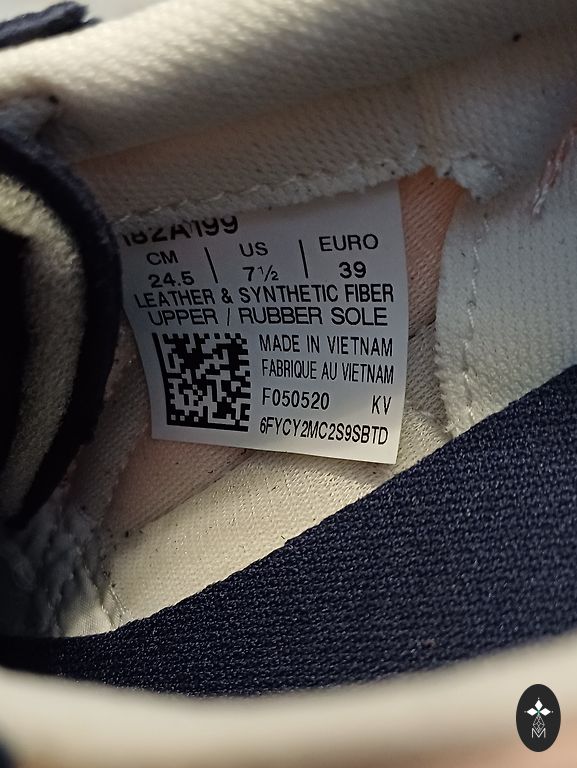 182A199
CM | US | EURO
24.5 | 7½ | 39
LEATHER & SYNTHETIC FIBER
UPPER / RUBBER SOLE
MADE IN VIETNAM
FABRIQUE AU VIETNAM
F050520 KV
6FYCY2MC2S9SBTD
M